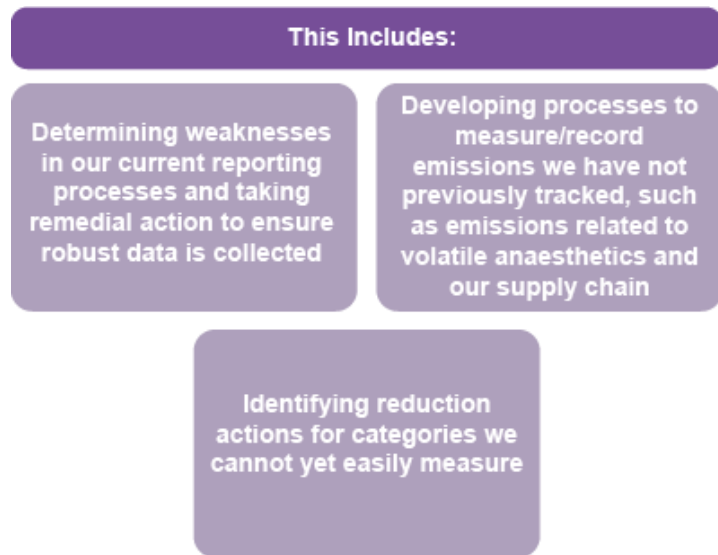 This Includes:
Determining weaknesses
in our current reporting
processes and taking
remedial action to ensure
robust data is collected
Developing processes to
measure/record
emissions we have not
previously tracked, such
as emissions related to
volatile anaesthetics and
our supply chain
Identifying reduction
actions for categories we
cannot yet easily measure